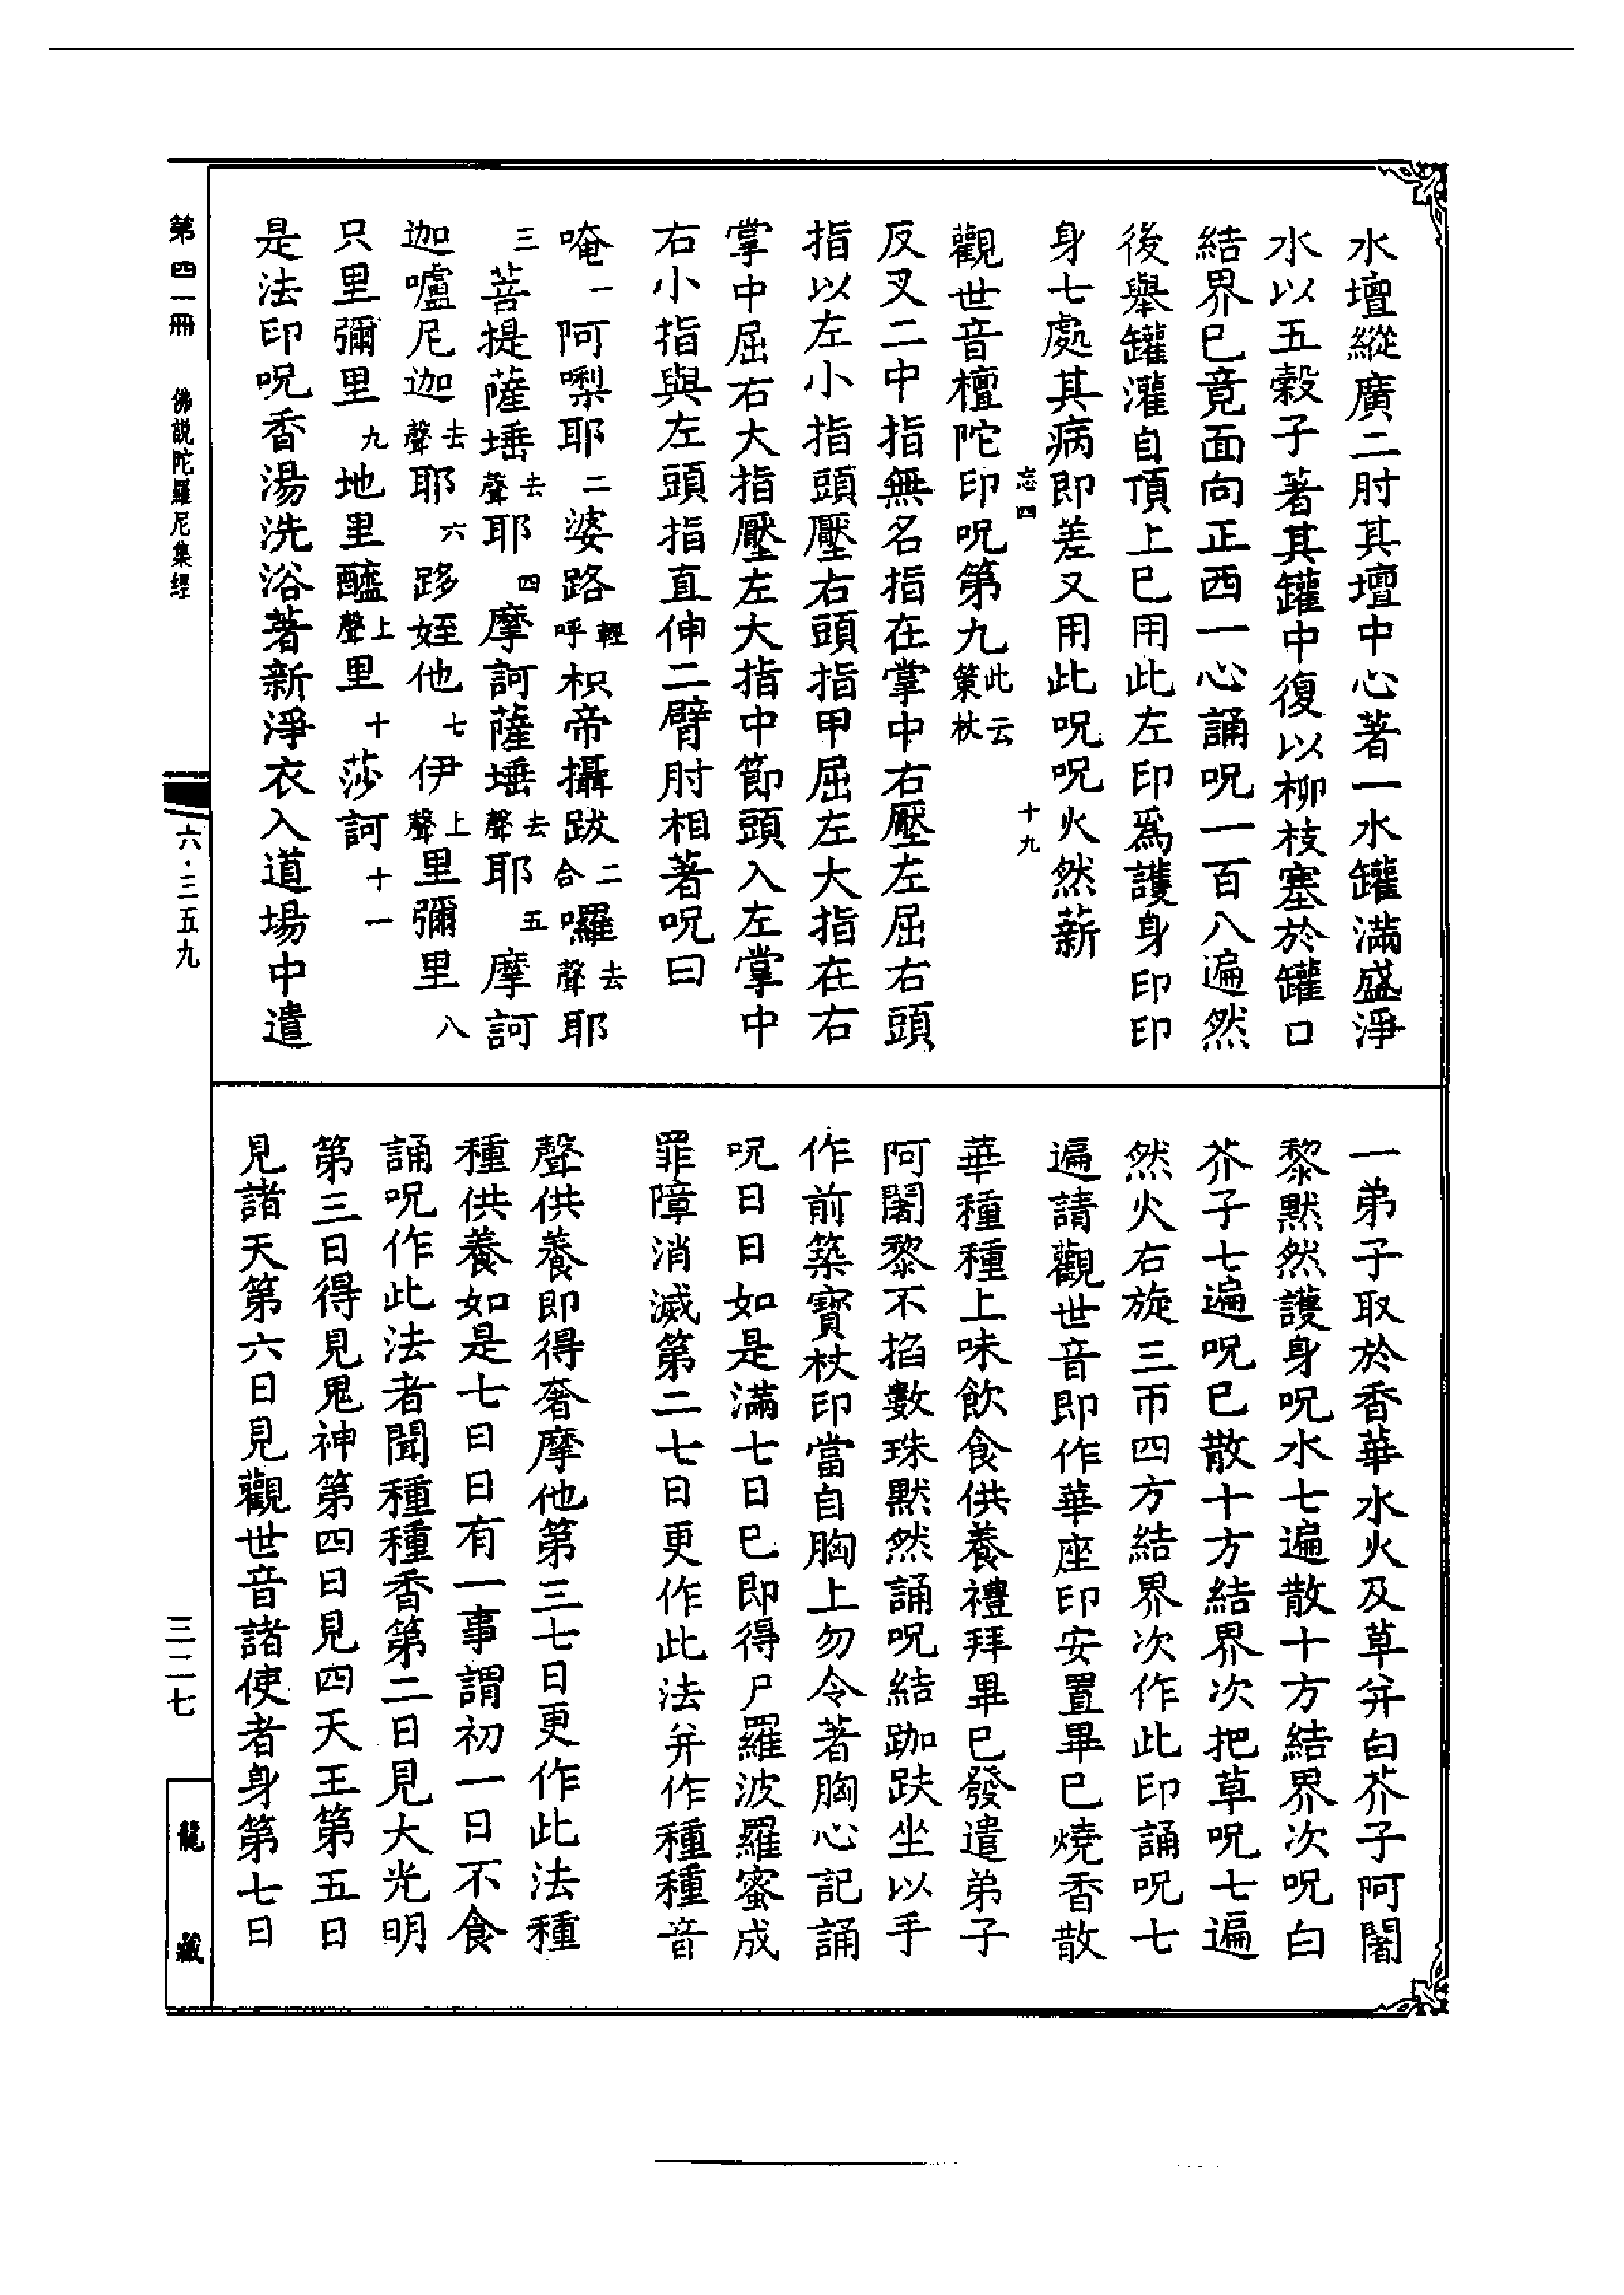 水壇縱廣二肘其壇中心著一水罐滿盛淨
水以五穀子著其罐中復以柳枝塞於罐口
結界已竟面向正西一心誦呪一百八遍然
後舉罐灌自頂上已用此左印爲護身印印
身七處其病即差又用此呪呪火然薪
忘四 十九
觀世音檀陀印呪第九此云策杖
反叉二中指無名指在掌中右壓左屈右頭
指以左小指頭壓右頭指甲屈左大指在右
掌中屈右大指壓左大指中節頭入左掌中
右小指與左頭指直伸二臂肘相著呪曰
唵一阿㗚耶二婆路輕呼枳帝攝跋二合囉去聲耶
三菩提薩埵去聲耶四摩訶薩埵去聲耶五摩訶
迦嚧尼迦去聲耶六跢姪他七伊上聲里彌里八
只里彌里九地里醯上聲里十莎訶十一
是法印呪香湯洗浴著新淨衣入道場中遣
一弟子取於香華水火及草并白芥子阿闍
黎默然護身呪水七遍散十方結界次呪白
芥子七遍呪已散十方結界次把草呪七遍
然火右旋三帀四方結界次作此印誦呪七
遍請觀世音即作華座印安置畢已燒香散
華種種上味飲食供養禮拜畢已發遣弟子
阿闍黎不掐數珠默然誦呪結跏趺坐以手
作前築寶杖印當自胸上勿令著胸心記誦
呪日日如是滿七日已即得尸羅波羅蜜成
罪障消滅第二七日更作此法并作種種音
聲供養即得奢摩他第三七日更作此法種
種供養如是七日日有一事謂初一日不食
誦呪作此法者聞種種香第二日見大光明
第三日得見鬼神第四日見四天王第五日
見諸天第六日見觀世音諸使者身第七日
第四一冊 佛説陀羅尼集經 六·三五九 三二七 龍藏